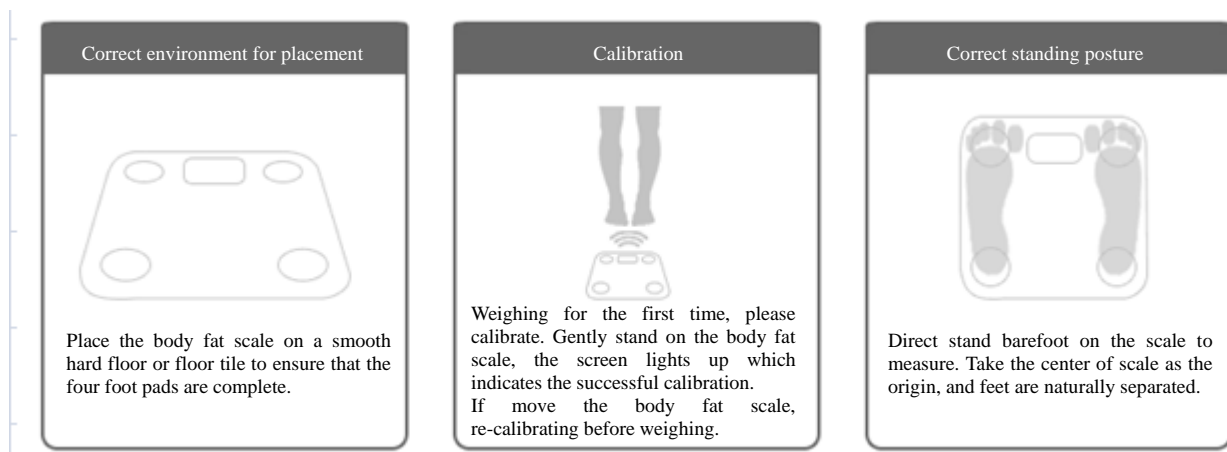 Correct environment for placement
Place the body fat scale on a smooth
hard floor or floor tile to ensure that the
four foot pads are complete.
Calibration
Weighing for the first time, please
calibrate. Gently stand on the body fat
scale, the screen lights up which
indicates the successful calibration.
If move the body fat scale,
re-calibrating before weighing.
Correct standing posture
Direct stand barefoot on the scale to
measure. Take the center of scale as the
origin, and feet are naturally separated.